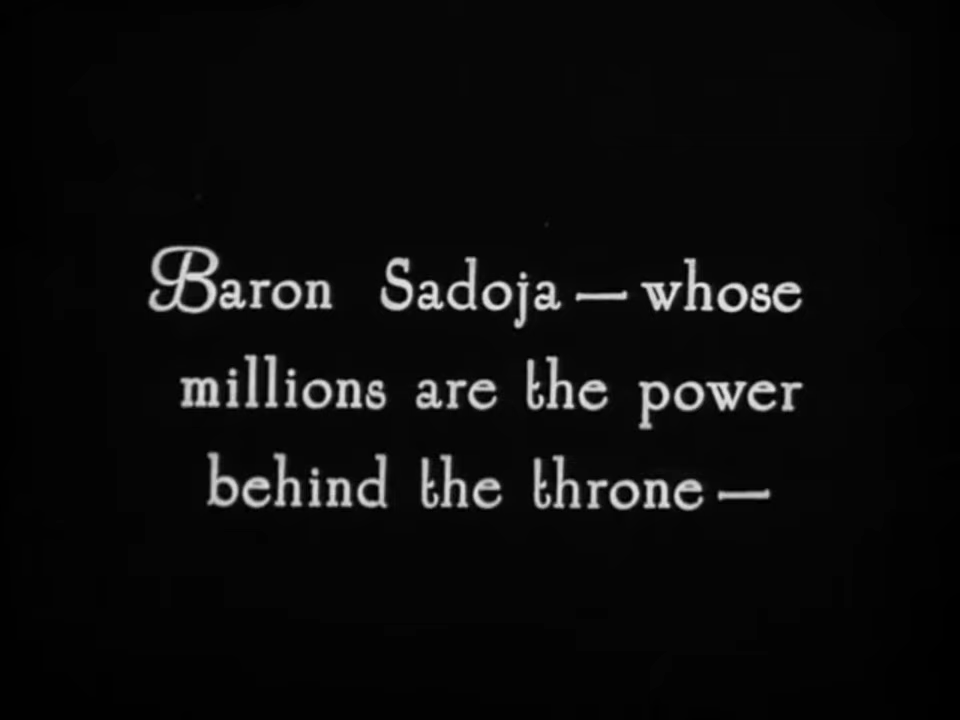 Baron Sadoja — whose
millions are the power
behind the throne —